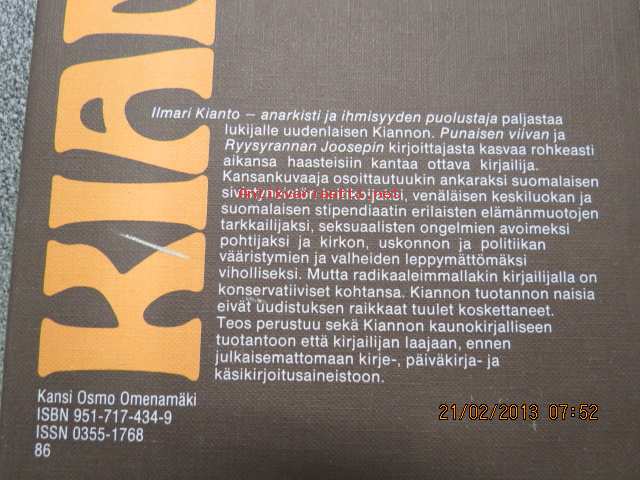 KIAN
Ilmari Kianto — anarkisti ja ihmisyyden puolustaja paljastaa
lukijalle uudenlaisen Kiannon. Punaisen viivan ja
Ryysyrannan Joosepin kirjoittajasta kasvaa rohkeasti
aikansa haasteisiin kantaa ottava kirjailija.
Kansankuvaaja osoittautuukin ankaraksi suomalaisen
venäläisen keskiluokan ja
suomalaisen stipendiaatin erilaisten elämänmuotojen
tarkkailijaksi, seksuaalisten ongelmien avoimeksi
pohtijaksi ja kirkon, uskonnon ja politiikan
vääristymien ja valheiden leppymättömäksi
viholliseksi. Mutta radikaaleimmallakin kirjailijalla on
konservatiiviset kohtansa. Kiannon tuotannon naisia
eivät uudistuksen raikkaat tuulet koskettaneet.
Teos perustuu sekä Kiannon kaunokirjalliseen
tuotantoon että kirjailijan laajaan, ennen
julkaisemattomaan kirje-, päiväkirja- ja
käsikirjoitusaineistoon.
Kansi Osmo Omenamäki
ISBN 951-717-434-9
ISSN 0355-1768
86
21/02/2013 07:52